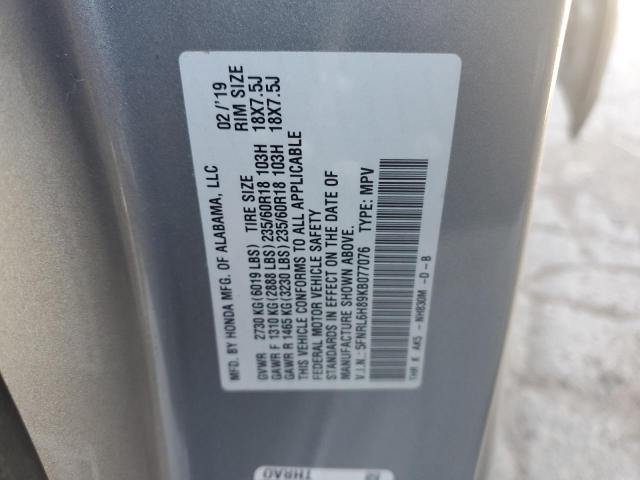 MFD. BY HONDA MFG. OF ALABAMA, LLC 02/'19
GVWR 2730 KG(6019 LBS) TIRE SIZE RIM SIZE
GAWR F 1310 KG(2888 LBS)235/60R18 103H 18X7.5J
GAWR R 1465 KG(3230 LBS)235/60R18 103H 18X7.5J
THIS VEHICLE CONFORMS TO ALL APPLICABLE
FEDERAL MOTOR VEHICLE SAFETY
STANDARDS IN EFFECT ON THE DATE OF
MANUFACTURE SHOWN ABOVE.
V.I.N.:5FNRL6H89KB077076 TYPE: MPV
THR K AK5 -NH830M -D-B
THRA0